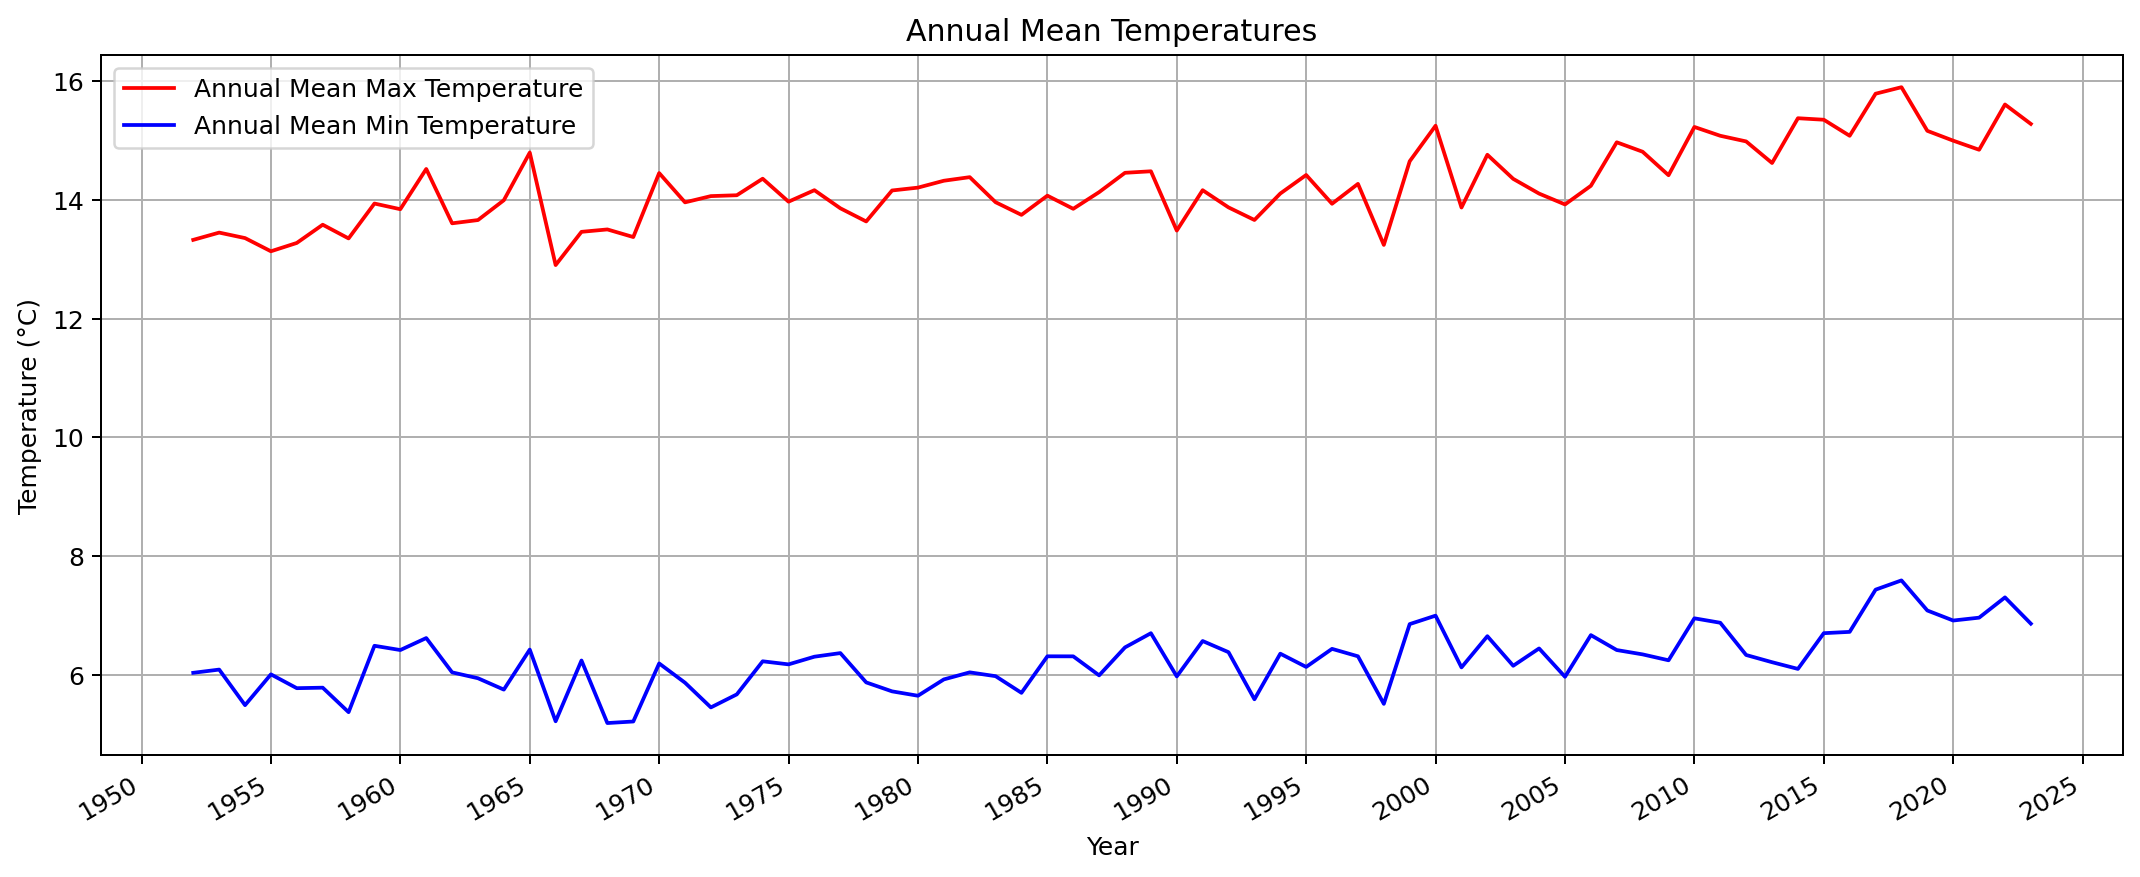 Annual Mean Temperatures
Annual Mean Max Temperature
Annual Mean Min Temperature
Temperature (°C)
16
14
12
10
8
6
1950 1955 1960 1965 1970 1975 1980 1985 1990 1995 2000 2005 2010 2015 2020 2025
Year